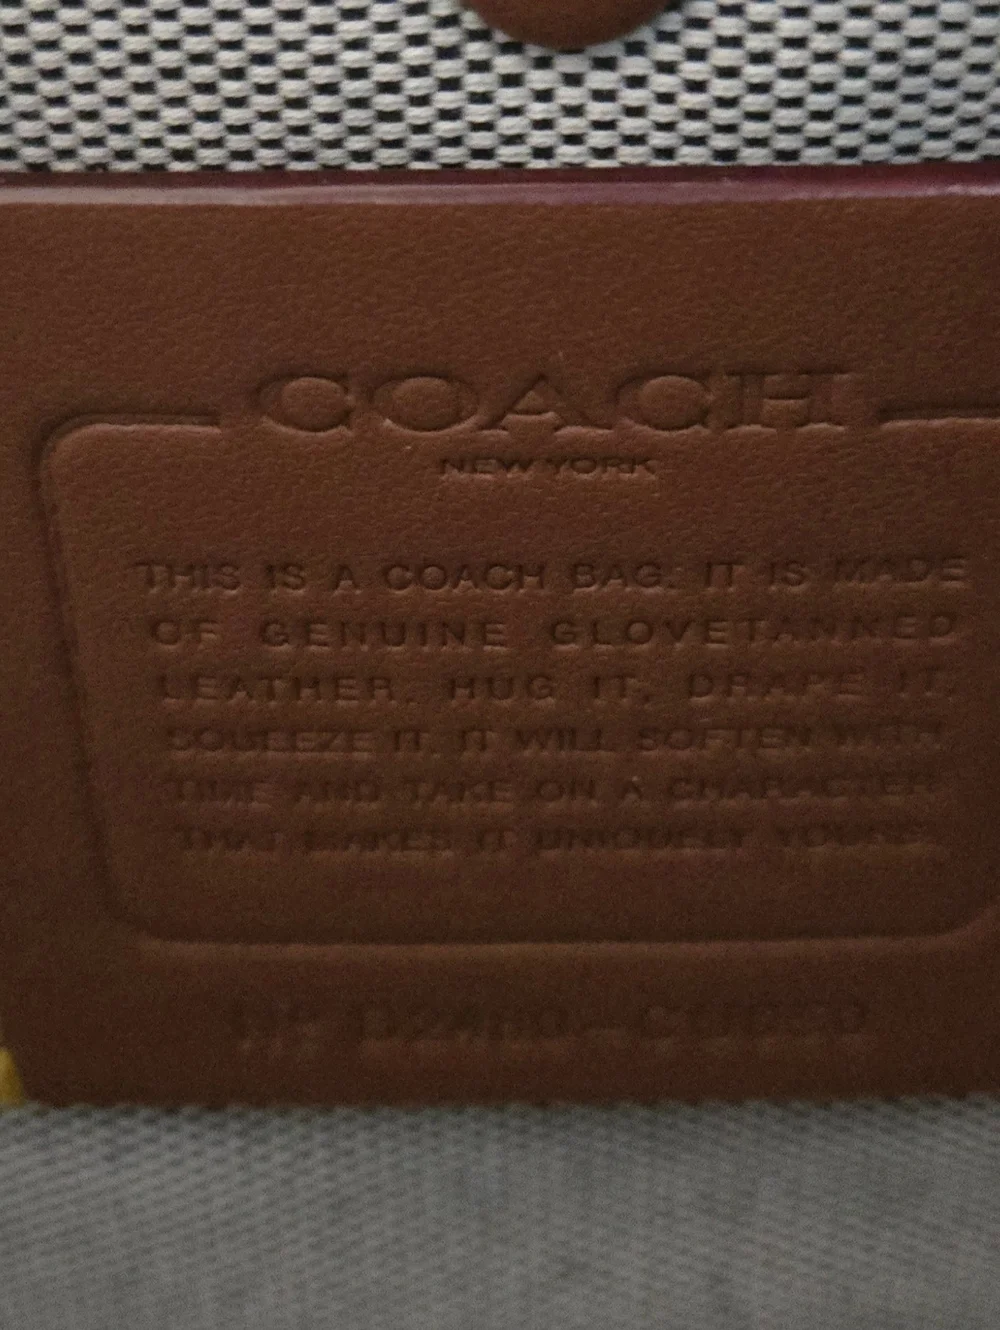 COACH
NEW YORK
THIS IS A COACH BAG. IT IS MADE
OF GENUINE GLOVETANNED
LEATHER. HUG IT, DRAPE IT,
SQUEEZE IT. IT WILL SOFTEN WITH
TIME AND TAKE ON A CHARACTER
THAT MAKES IT UNIQUELY YOURS.